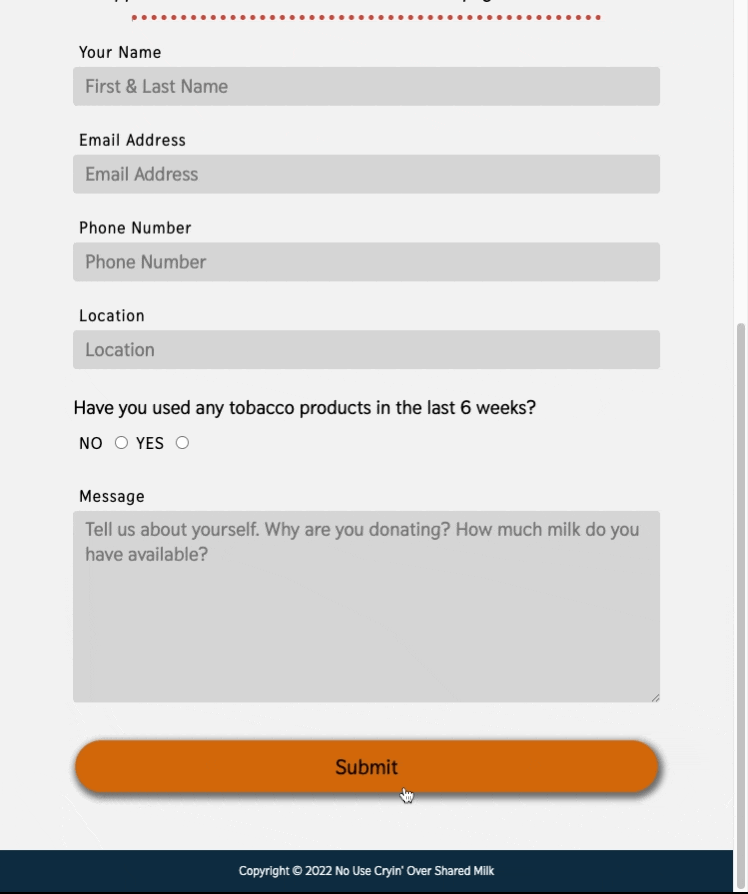 Your Name
First & Last Name
Email Address
Email Address
Phone Number
Phone Number
Location
Location
Have you used any tobacco products in the last 6 weeks?
NO YES
Message
Tell us about yourself. Why are you donating? How much milk do you
have available?
Submit
Copyright © 2022 No Use Cryin' Over Shared Milk